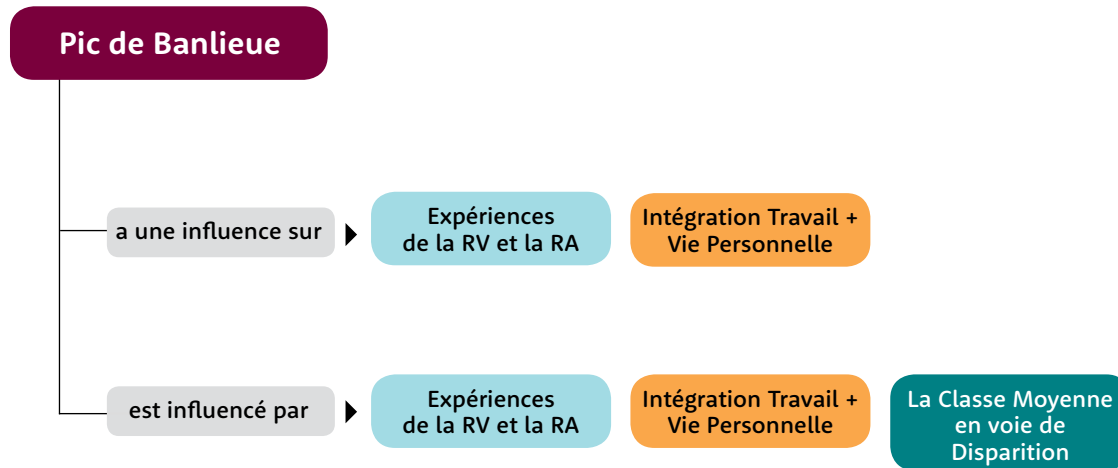 Pic de Banlieue
a une influence sur
Expériences
de la RV et la RA
Intégration Travail +
Vie Personnelle
est influencé par
Expériences
de la RV et la RA
Intégration Travail +
Vie Personnelle
La Classe Moyenne
en voie de
Disparition